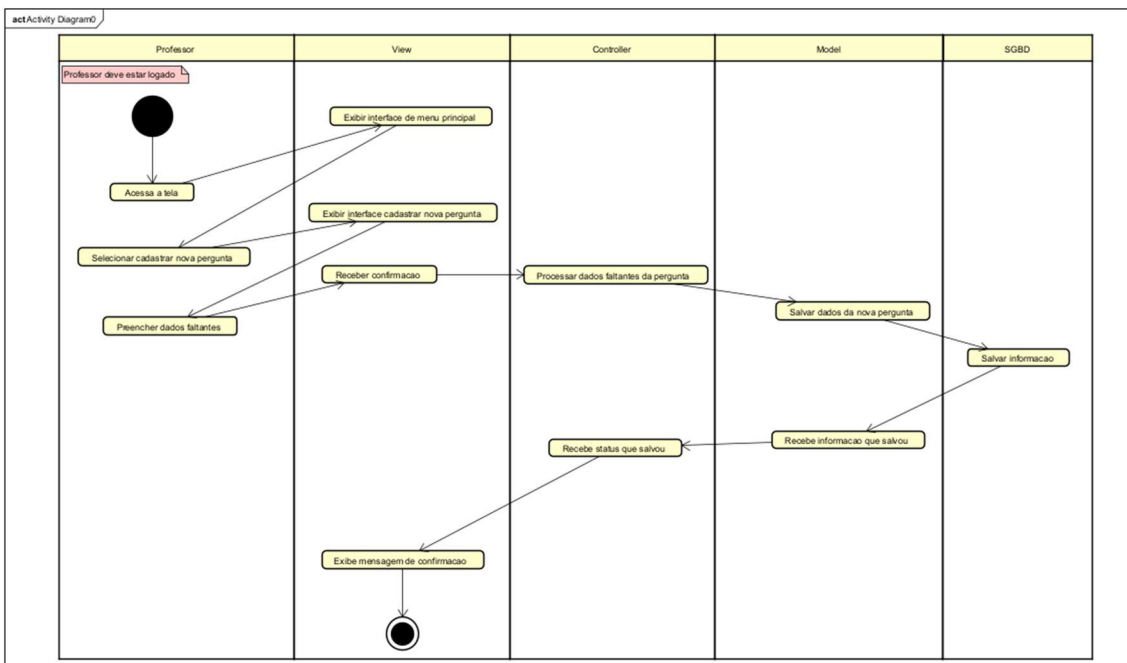 act Activity Diagram0
Professor
View
Controller
Model
SGBD
Professor deve estar logado
Exibir interface de menu principal
Acessa a tela
Exibir interface cadastrar nova pergunta
Selecionar cadastrar nova pergunta
Receber confirmacao
Processar dados faltantes da pergunta
Salvar dados da nova pergunta
Preencher dados faltantes
Salvar informacao
Recebe informacao que salvou
Recebe status que salvou
Exibe mensagem de confirmacao